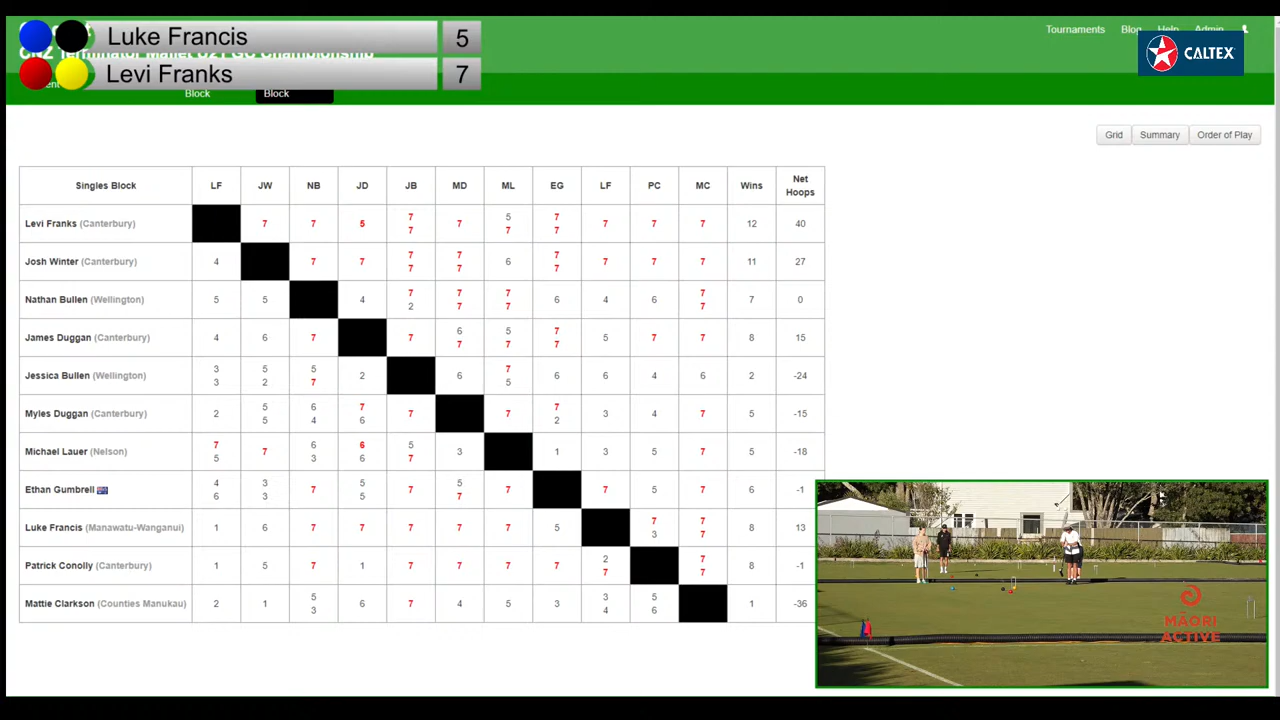 Luke Francis 5
Levi Franks 7
Tournaments Blog Help Admin
CALTEX
CNZ Terminator Mallet U21 GC Championship
Block Block
Grid Summary Order of Play
Singles Block LF JW NB JD JB MD ML EG LF PC MC Wins Net Hoops
Levi Franks (Canterbury) 7 7 5 7 7 7 5 7 7 7 7 7 7 12 40
Josh Winter (Canterbury) 4 7 7 7 7 7 7 6 7 7 7 7 7 11 27
Nathan Bullen (Wellington) 5 5 4 7 2 7 7 7 7 6 4 6 7 7 7 0
James Duggan (Canterbury) 4 6 7 7 6 7 5 7 7 7 5 7 7 8 15
Jessica Bullen (Wellington) 3 3 5 2 5 7 2 6 7 5 6 6 4 6 2 -24
Myles Duggan (Canterbury) 2 5 5 6 4 7 6 7 7 7 2 3 4 7 5 -15
Michael Lauer (Nelson) 7 5 7 6 3 6 6 5 7 3 1 3 5 7 5 -18
Ethan Gumbrell 4 6 3 3 7 5 5 7 5 7 7 7 5 7 6 -1
Luke Francis (Manawatu-Wanganui) 1 6 7 7 7 7 7 5 7 3 7 7 8 13
Patrick Conolly (Canterbury) 1 5 7 1 7 7 7 7 2 7 7 7 8 -1
Mattie Clarkson (Counties Manukau) 2 1 5 3 6 7 4 5 3 3 4 5 6 1 -36
MĀORI
ACTIVE